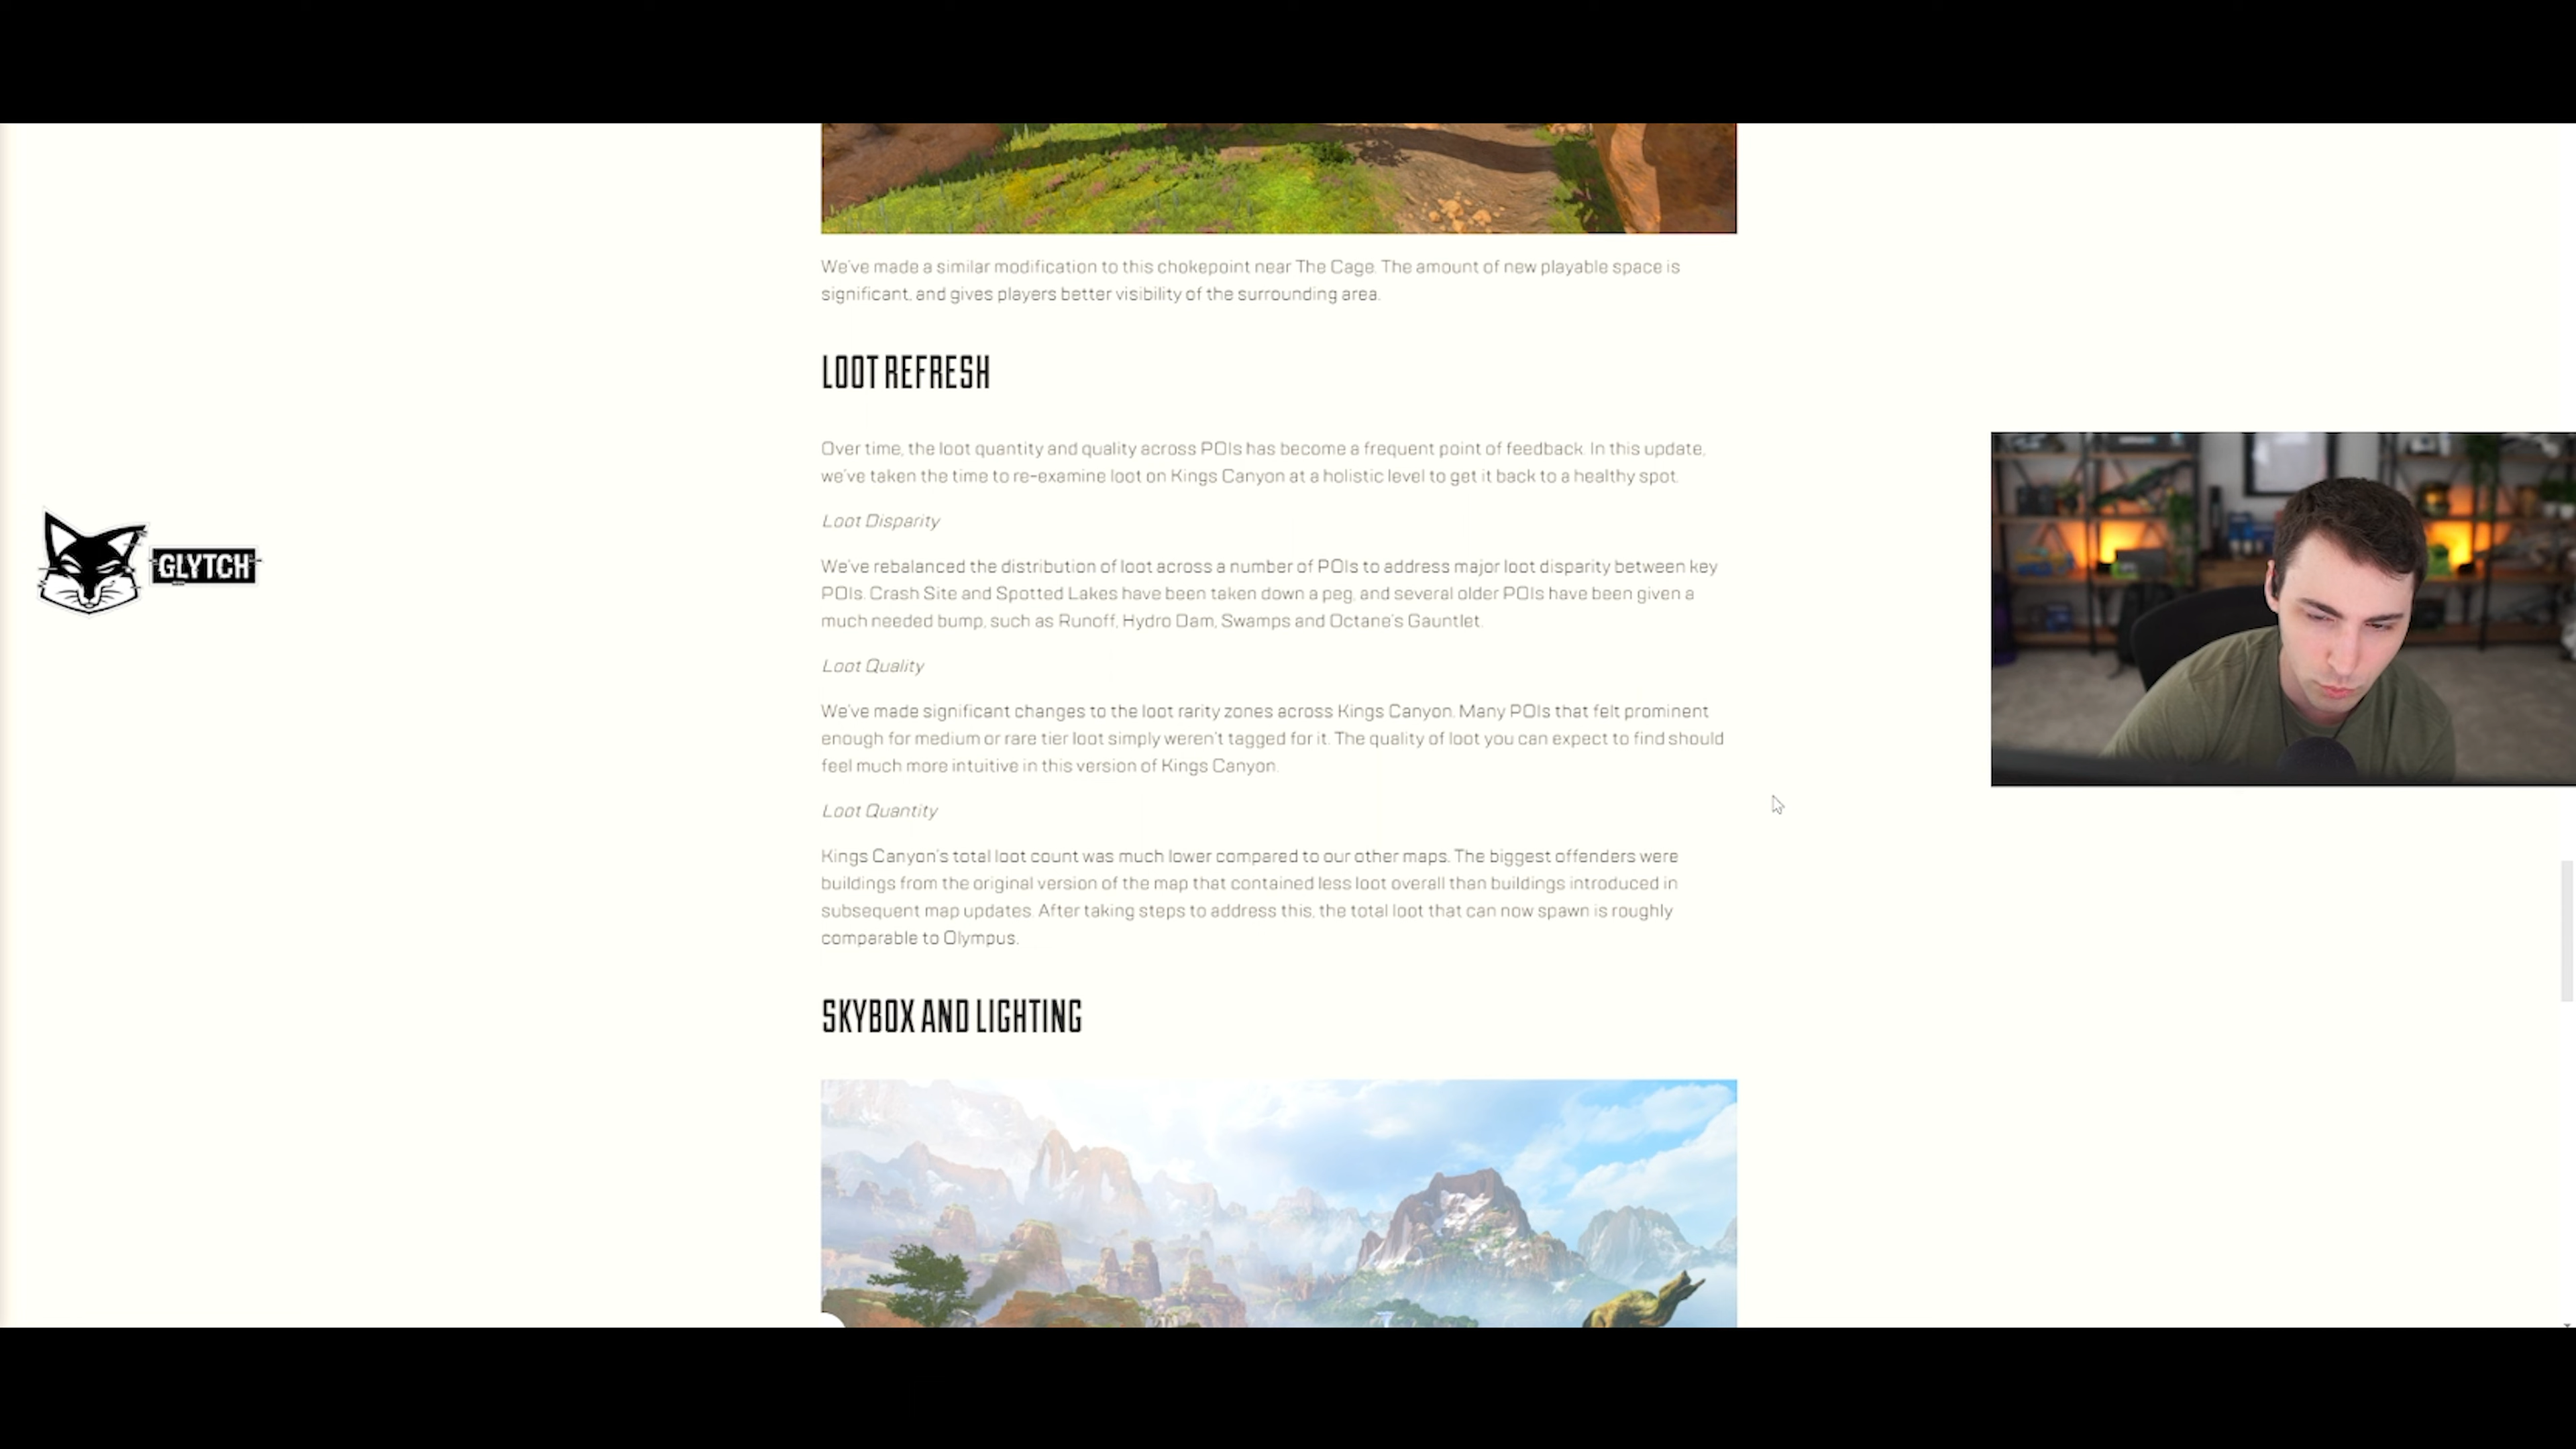 We've made a similar modification to this chokepoint near The Cage. The amount of new playable space is
significant, and gives players better visibility of the surrounding area.
LOOT REFRESH
Over time, the loot quantity and quality across POIs has become a frequent point of feedback. In this update,
we've taken the time to re-examine loot on Kings Canyon at a holistic level to get it back to a healthy spot.
GLYTCH
Loot Disparity
We've rebalanced the distribution of loot across a number of POIs to address major loot disparity between key
POIs. Crash Site and Spotted Lakes have been taken down a peg, and several older POIs have been given a
much needed bump, such as Runoff, Hydro Dam, Swamps and Octane's Gauntlet.
Loot Quality
We've made significant changes to the loot rarity zones across Kings Canyon. Many POIs that felt prominent
enough for medium or rare tier loot simply weren't tagged for it. The quality of loot you can expect to find should
feel much more intuitive in this version of Kings Canyon.
Loot Quantity
Kings Canyon's total loot count was much lower compared to our other maps. The biggest offenders were
buildings from the original version of the map that contained less loot overall than buildings introduced in
subsequent map updates. After taking steps to address this, the total loot that can now spawn is roughly
comparable to Olympus.
SKYBOX AND LIGHTING